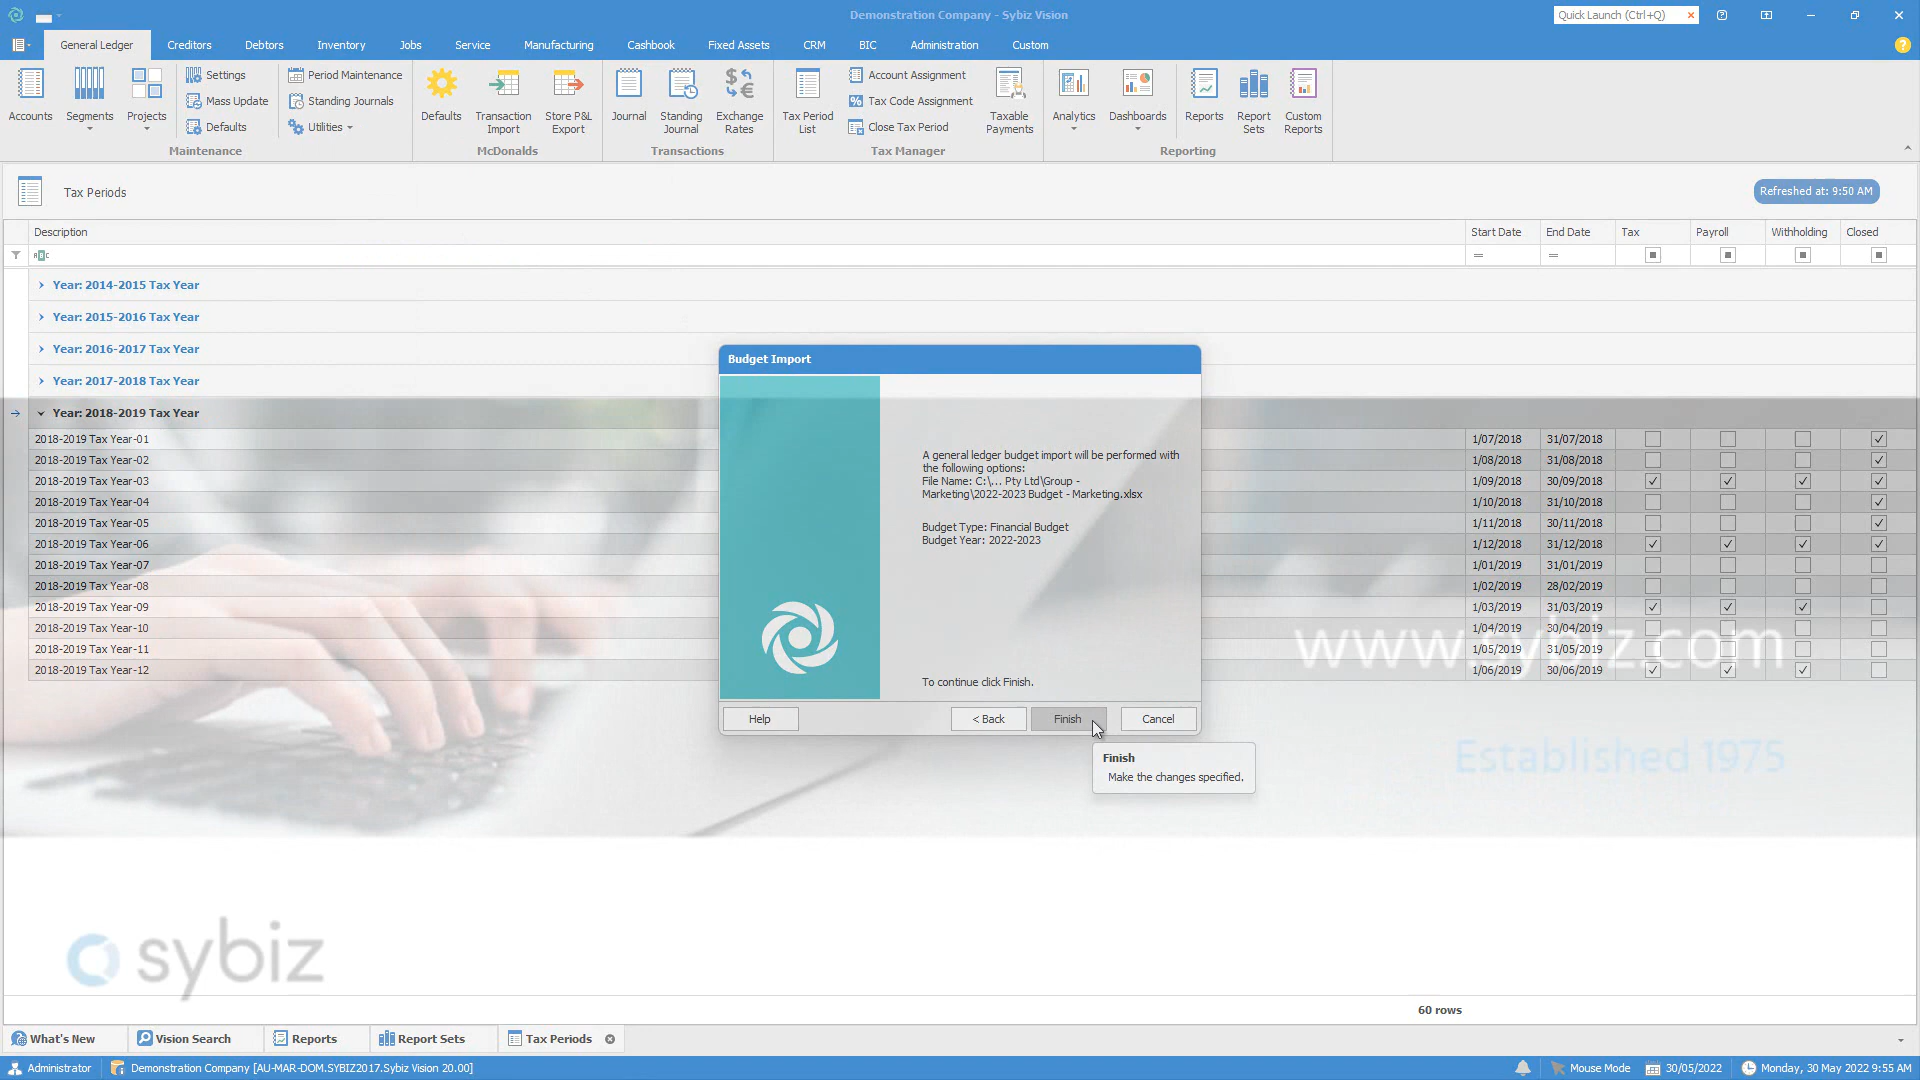 Demonstration Company - Sybiz Vision
Quick Launch (Ctrl+Q)
General Ledger
Creditors
Debtors
Inventory
Jobs
Service
Manufacturing
Cashbook
Fixed Assets
CRM
BIC
Administration
Custom
Accounts
Segments
Projects
Settings
Mass Update
Defaults
Period Maintenance
Standing Journals
Utilities
Maintenance
Defaults
Transaction
Import
Store P&L
Export
McDonalds
Journal
Standing
Journal
Exchange
Rates
Transactions
Tax Period
List
Account Assignment
Tax Code Assignment
Close Tax Period
Taxable
Payments
Tax Manager
Analytics
Dashboards
Reports
Report
Sets
Custom
Reports
Reporting
Tax Periods
Refreshed at: 9:50 AM
Description Start Date End Date Tax Payroll Withholding Closed
Year: 2014-2015 Tax Year
Year: 2015-2016 Tax Year
Year: 2016-2017 Tax Year
Year: 2017-2018 Tax Year
Year: 2018-2019 Tax Year
2018-2019 Tax Year-01 1/07/2018 31/07/2018
2018-2019 Tax Year-02 1/08/2018 31/08/2018
2018-2019 Tax Year-03 1/09/2018 30/09/2018
2018-2019 Tax Year-04 1/10/2018 31/10/2018
2018-2019 Tax Year-05 1/11/2018 30/11/2018
2018-2019 Tax Year-06 1/12/2018 31/12/2018
2018-2019 Tax Year-07 1/01/2019 31/01/2019
2018-2019 Tax Year-08 1/02/2019 28/02/2019
2018-2019 Tax Year-09 1/03/2019 31/03/2019
2018-2019 Tax Year-10 1/04/2019 30/04/2019
2018-2019 Tax Year-11 1/05/2019 31/05/2019
2018-2019 Tax Year-12 1/06/2019 30/06/2019
Budget Import
A general ledger budget import will be performed with
the following options:
File Name: C:\... Pty Ltd\Group -
Marketing\2022-2023 Budget - Marketing.xlsx
Budget Type: Financial Budget
Budget Year: 2022-2023
To continue click Finish.
Help
< Back
Finish
Cancel
Finish
Make the changes specified.
www.sybiz.com
Established 1975
sybiz
60 rows
What's New
Vision Search
Reports
Report Sets
Tax Periods
Administrator
Demonstration Company [AU-MAR-DOM.SYBIZ2017.Sybiz Vision 20.00]
Mouse Mode
30/05/2022
Monday, 30 May 2022 9:55 AM